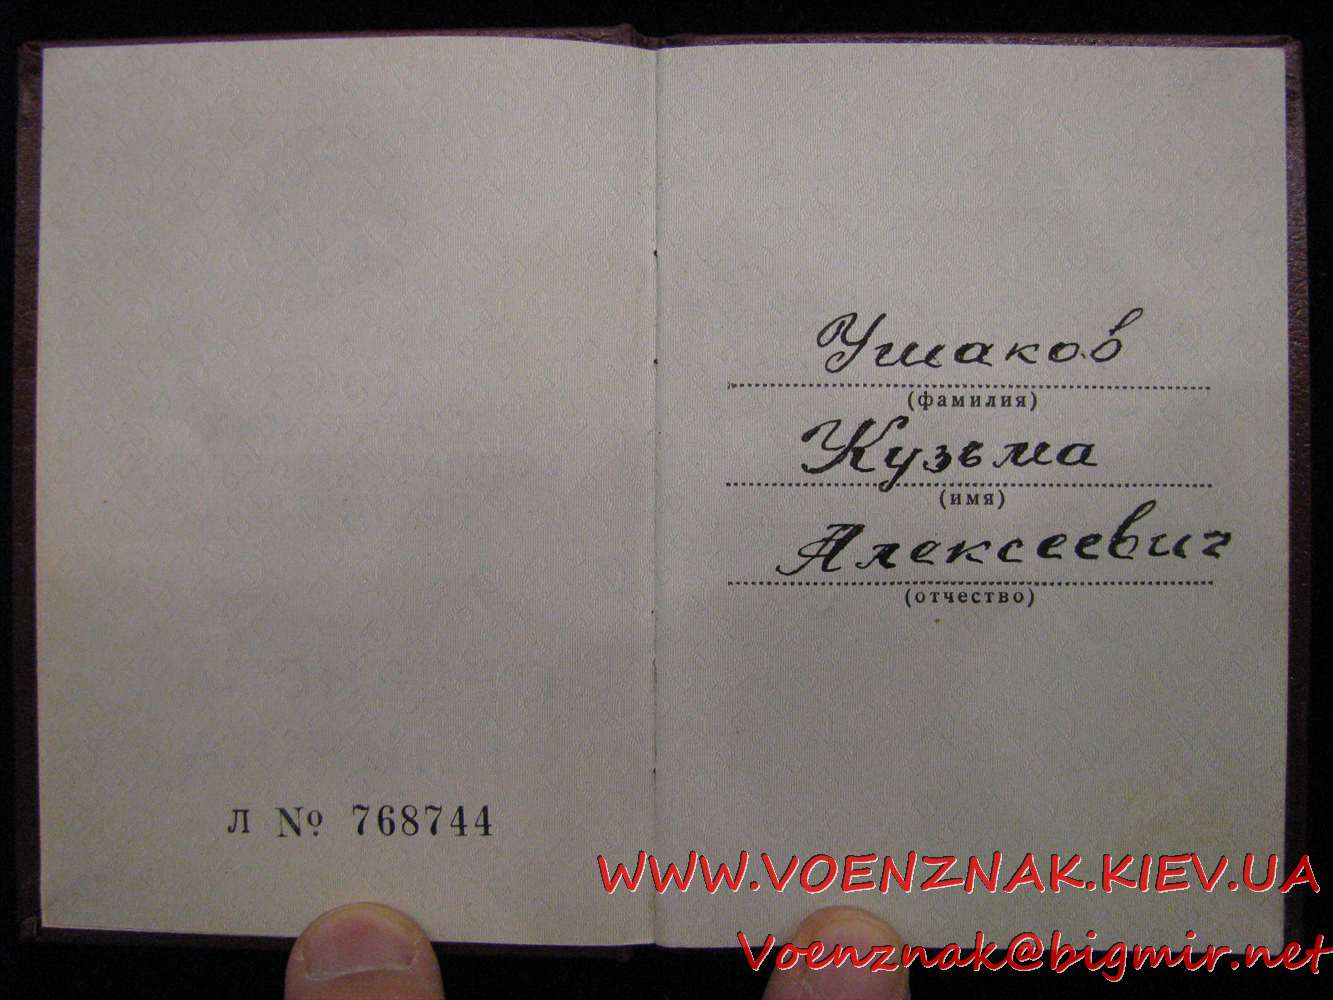 Л № 768744
Ушаков
(фамилия)
Кузьма
(имя)
Алексеевич
(отчество)
WWW.VOENZNAK.KIEV.UA
Voenznak@bigmir.net